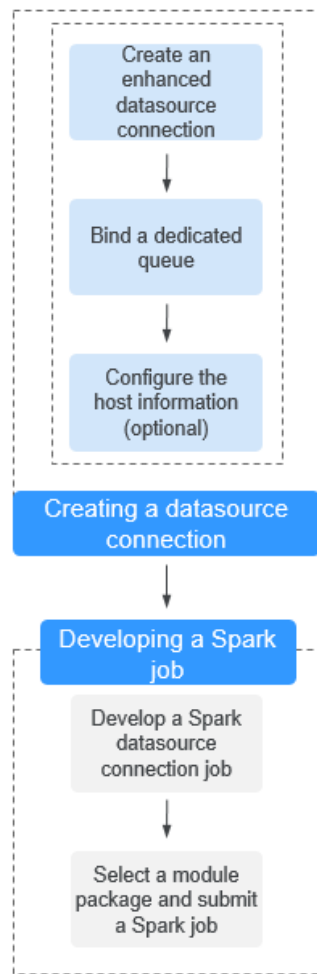 Create an
enhanced
datasource
connection
Bind a dedicated
queue
Configure the
host information
(optional)
Creating a datasource
connection
Developing a Spark
job
Develop a Spark
datasource
connection job
Select a module
package and submit
a Spark job